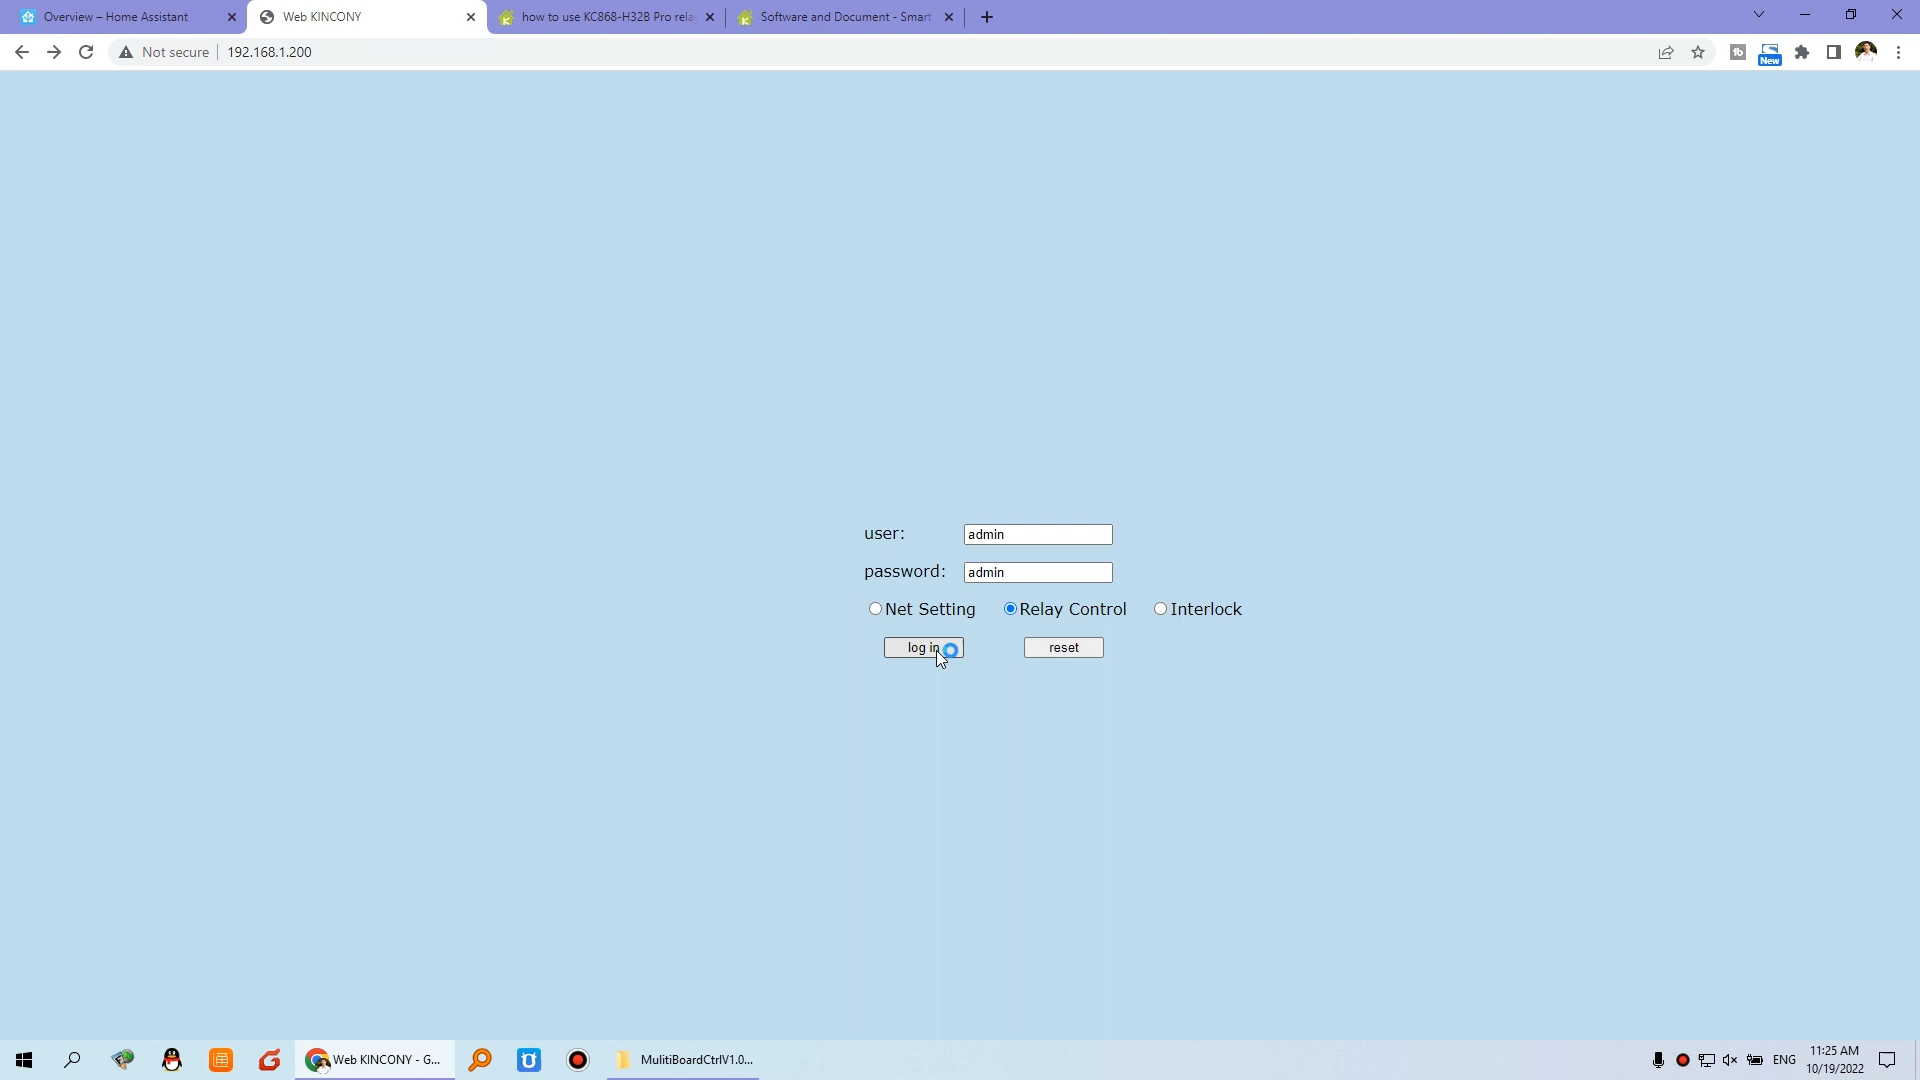 Overview – Home Assistant
Web KINCONY
how to use KC868-H32B Pro rela
Software and Document - Smart
Not secure
192.168.1.200
New
user:
admin
password:
admin
Net Setting
Relay Control
Interlock
log in
reset
Web KINCONY - G...
MulitiBoardCtrlV1.0...
ENG
11:25 AM
10/19/2022